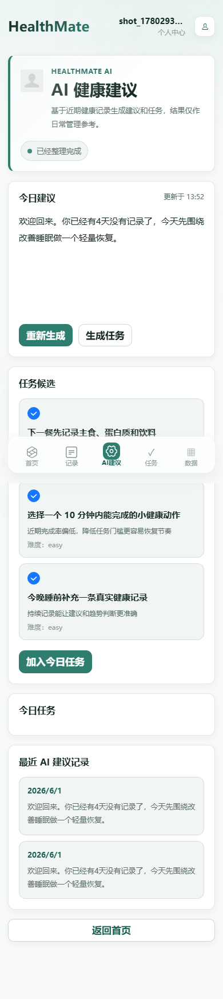 HealthMate
shot_1780293...
个人中心
HEALTHMATE AI
AI 健康建议
基于近期健康记录生成建议和任务，结果仅作
日常管理参考。
已经整理完成
今日建议
更新于 13:52
欢迎回来。你已经有4天没有记录了，今天先围绕
改善睡眠做一个轻量恢复。
重新生成
生成任务
任务候选
下一餐先记录主食、蛋白质和饮料
首页
记录
AI建议
任务
数据
选择一个 10 分钟内能完成的小健康动作
近期完成率偏低，降低任务门槛更容易恢复节奏
难度：easy
今晚睡前补充一条真实健康记录
持续记录能让建议和趋势判断更准确
难度：easy
加入今日任务
今日任务
最近 AI 建议记录
2026/6/1
欢迎回来。你已经有4天没有记录了，今天先围绕改
善睡眠做一个轻量恢复。
2026/6/1
欢迎回来。你已经有4天没有记录了，今天先围绕改
善睡眠做一个轻量恢复。
返回首页